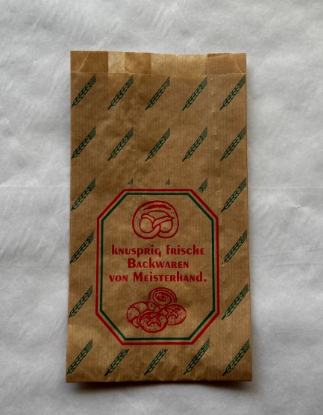 knusprig frische
Backwaren
von Meisterhand.